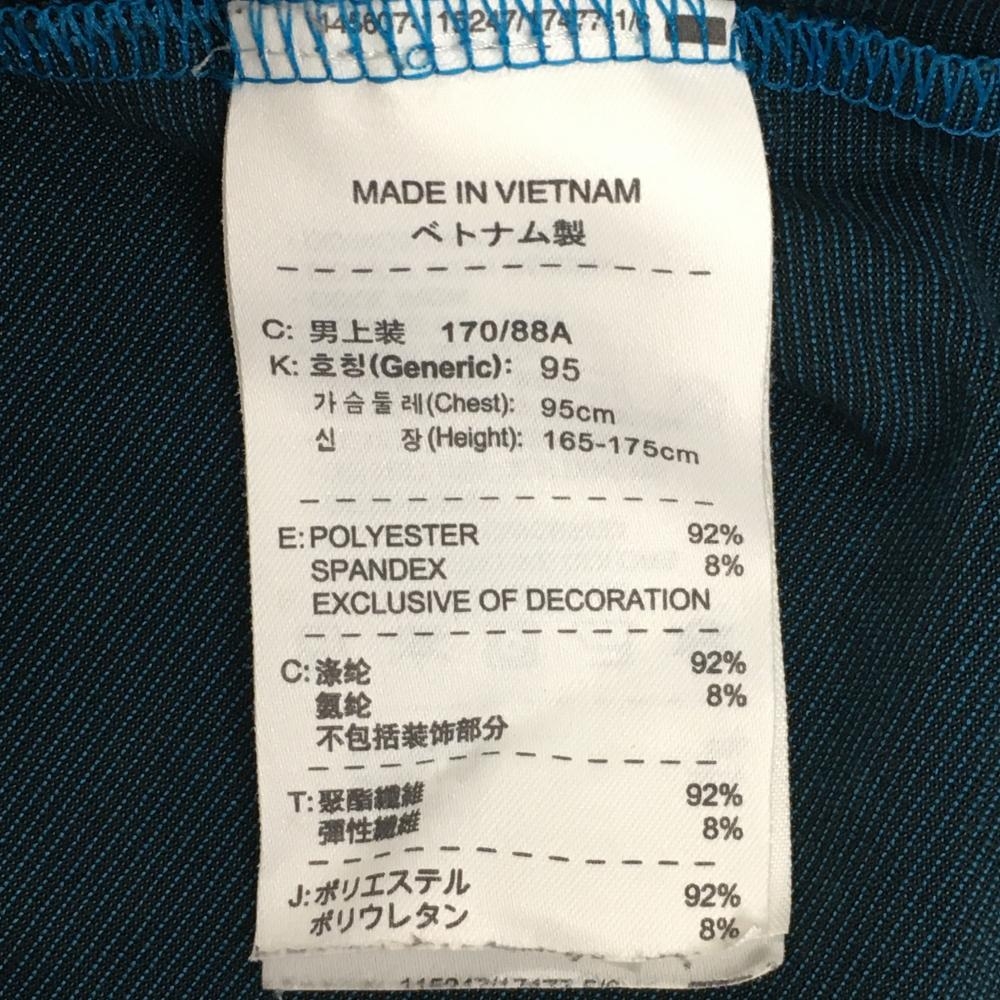 MADE IN VIETNAM
ベトナム製
C: 男上装 170/88A
K: 호칭(Generic): 95
가슴둘레(Chest): 95cm
신 장(Height): 165-175cm
E: POLYESTER 92%
SPANDEX 8%
EXCLUSIVE OF DECORATION
C: 涤纶 92%
氨纶 8%
不包括装饰部分
T: 聚酯纖維 92%
彈性纖維 8%
J: ポリエステル 92%
ポリウレタン 8%